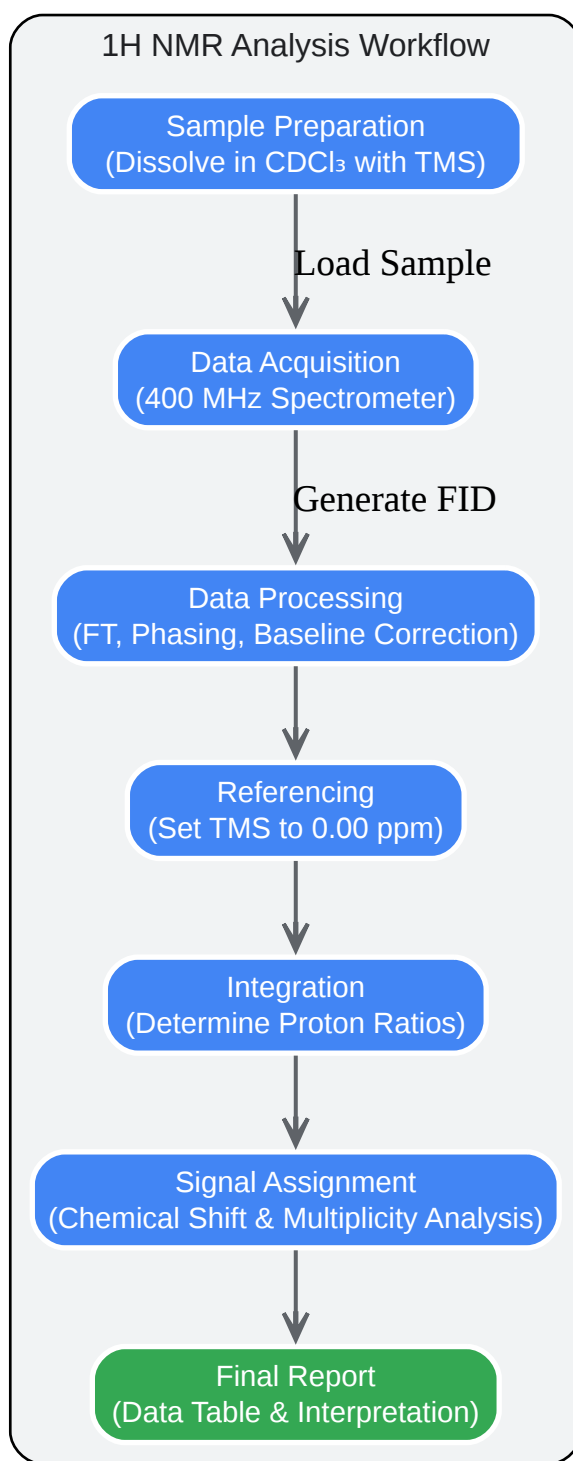 1H NMR Analysis Workflow
Sample Preparation
(Dissolve in CDCl₃ with TMS)
Load Sample
Data Acquisition
(400 MHz Spectrometer)
Generate FID
Data Processing
(FT, Phasing, Baseline Correction)
Referencing
(Set TMS to 0.00 ppm)
Integration
(Determine Proton Ratios)
Signal Assignment
(Chemical Shift & Multiplicity Analysis)
Final Report
(Data Table & Interpretation)